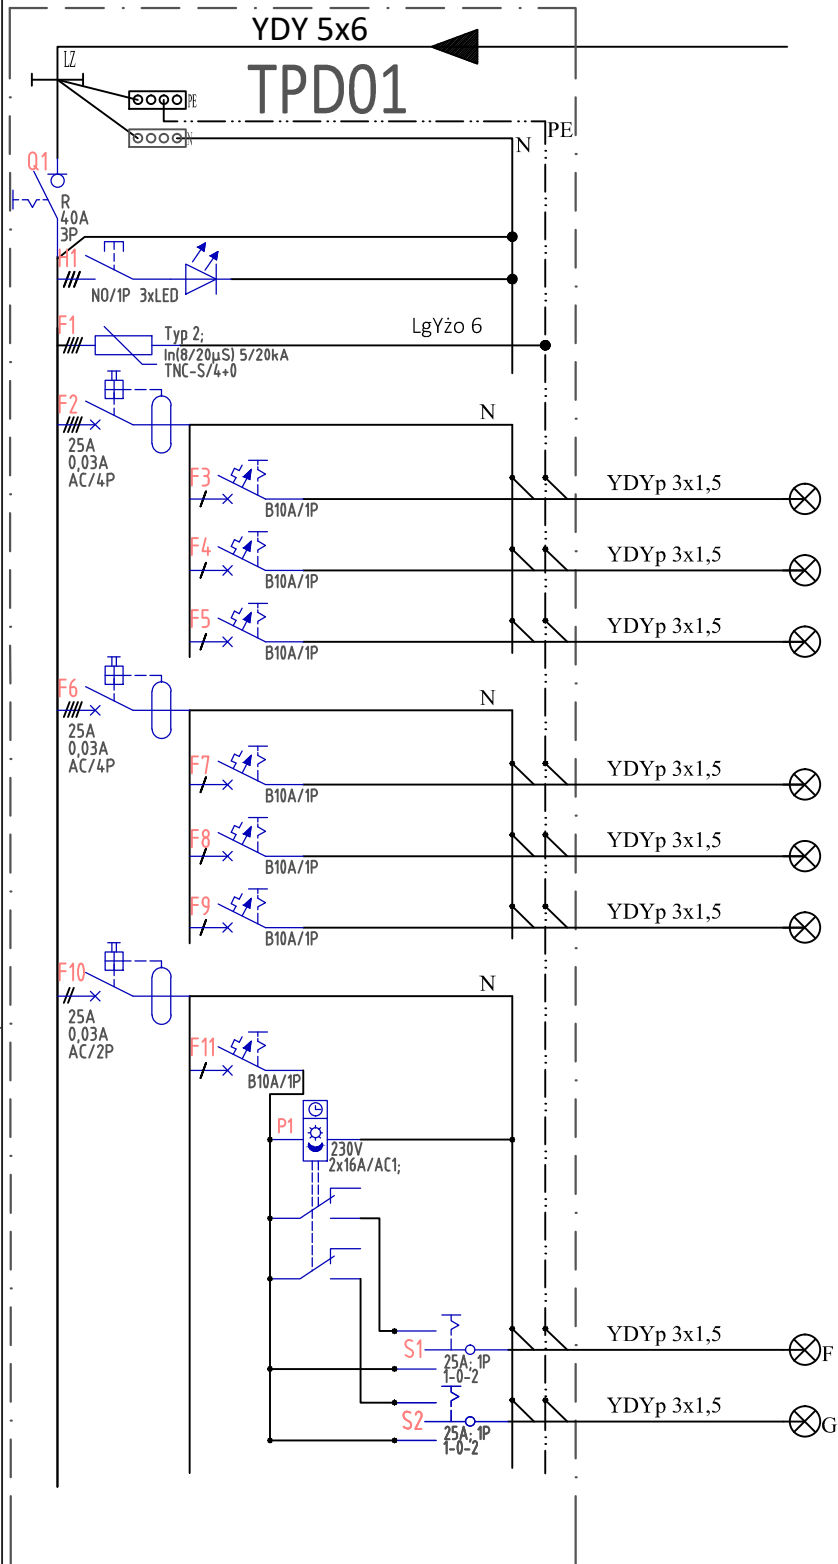 YDY 5x6
LZ
TPD01
PE
N
PE
N
Q1
R
40A
3P
H1
NO/1P 3xLED
F1
Typ 2;
In(8/20µS) 5/20kA
TNC-S/4+0
LgYżo 6
F2
25A
0,03A
AC/4P
N
F3
B10A/1P
YDYp 3x1,5
F4
B10A/1P
YDYp 3x1,5
F5
B10A/1P
YDYp 3x1,5
F6
25A
0,03A
AC/4P
N
F7
B10A/1P
YDYp 3x1,5
F8
B10A/1P
YDYp 3x1,5
F9
B10A/1P
YDYp 3x1,5
F10
25A
0,03A
AC/2P
N
F11
B10A/1P
P1
230V
2x16A/AC1;
S1
25A; 1P
1-0-2
YDYp 3x1,5
F
S2
25A; 1P
1-0-2
YDYp 3x1,5
G